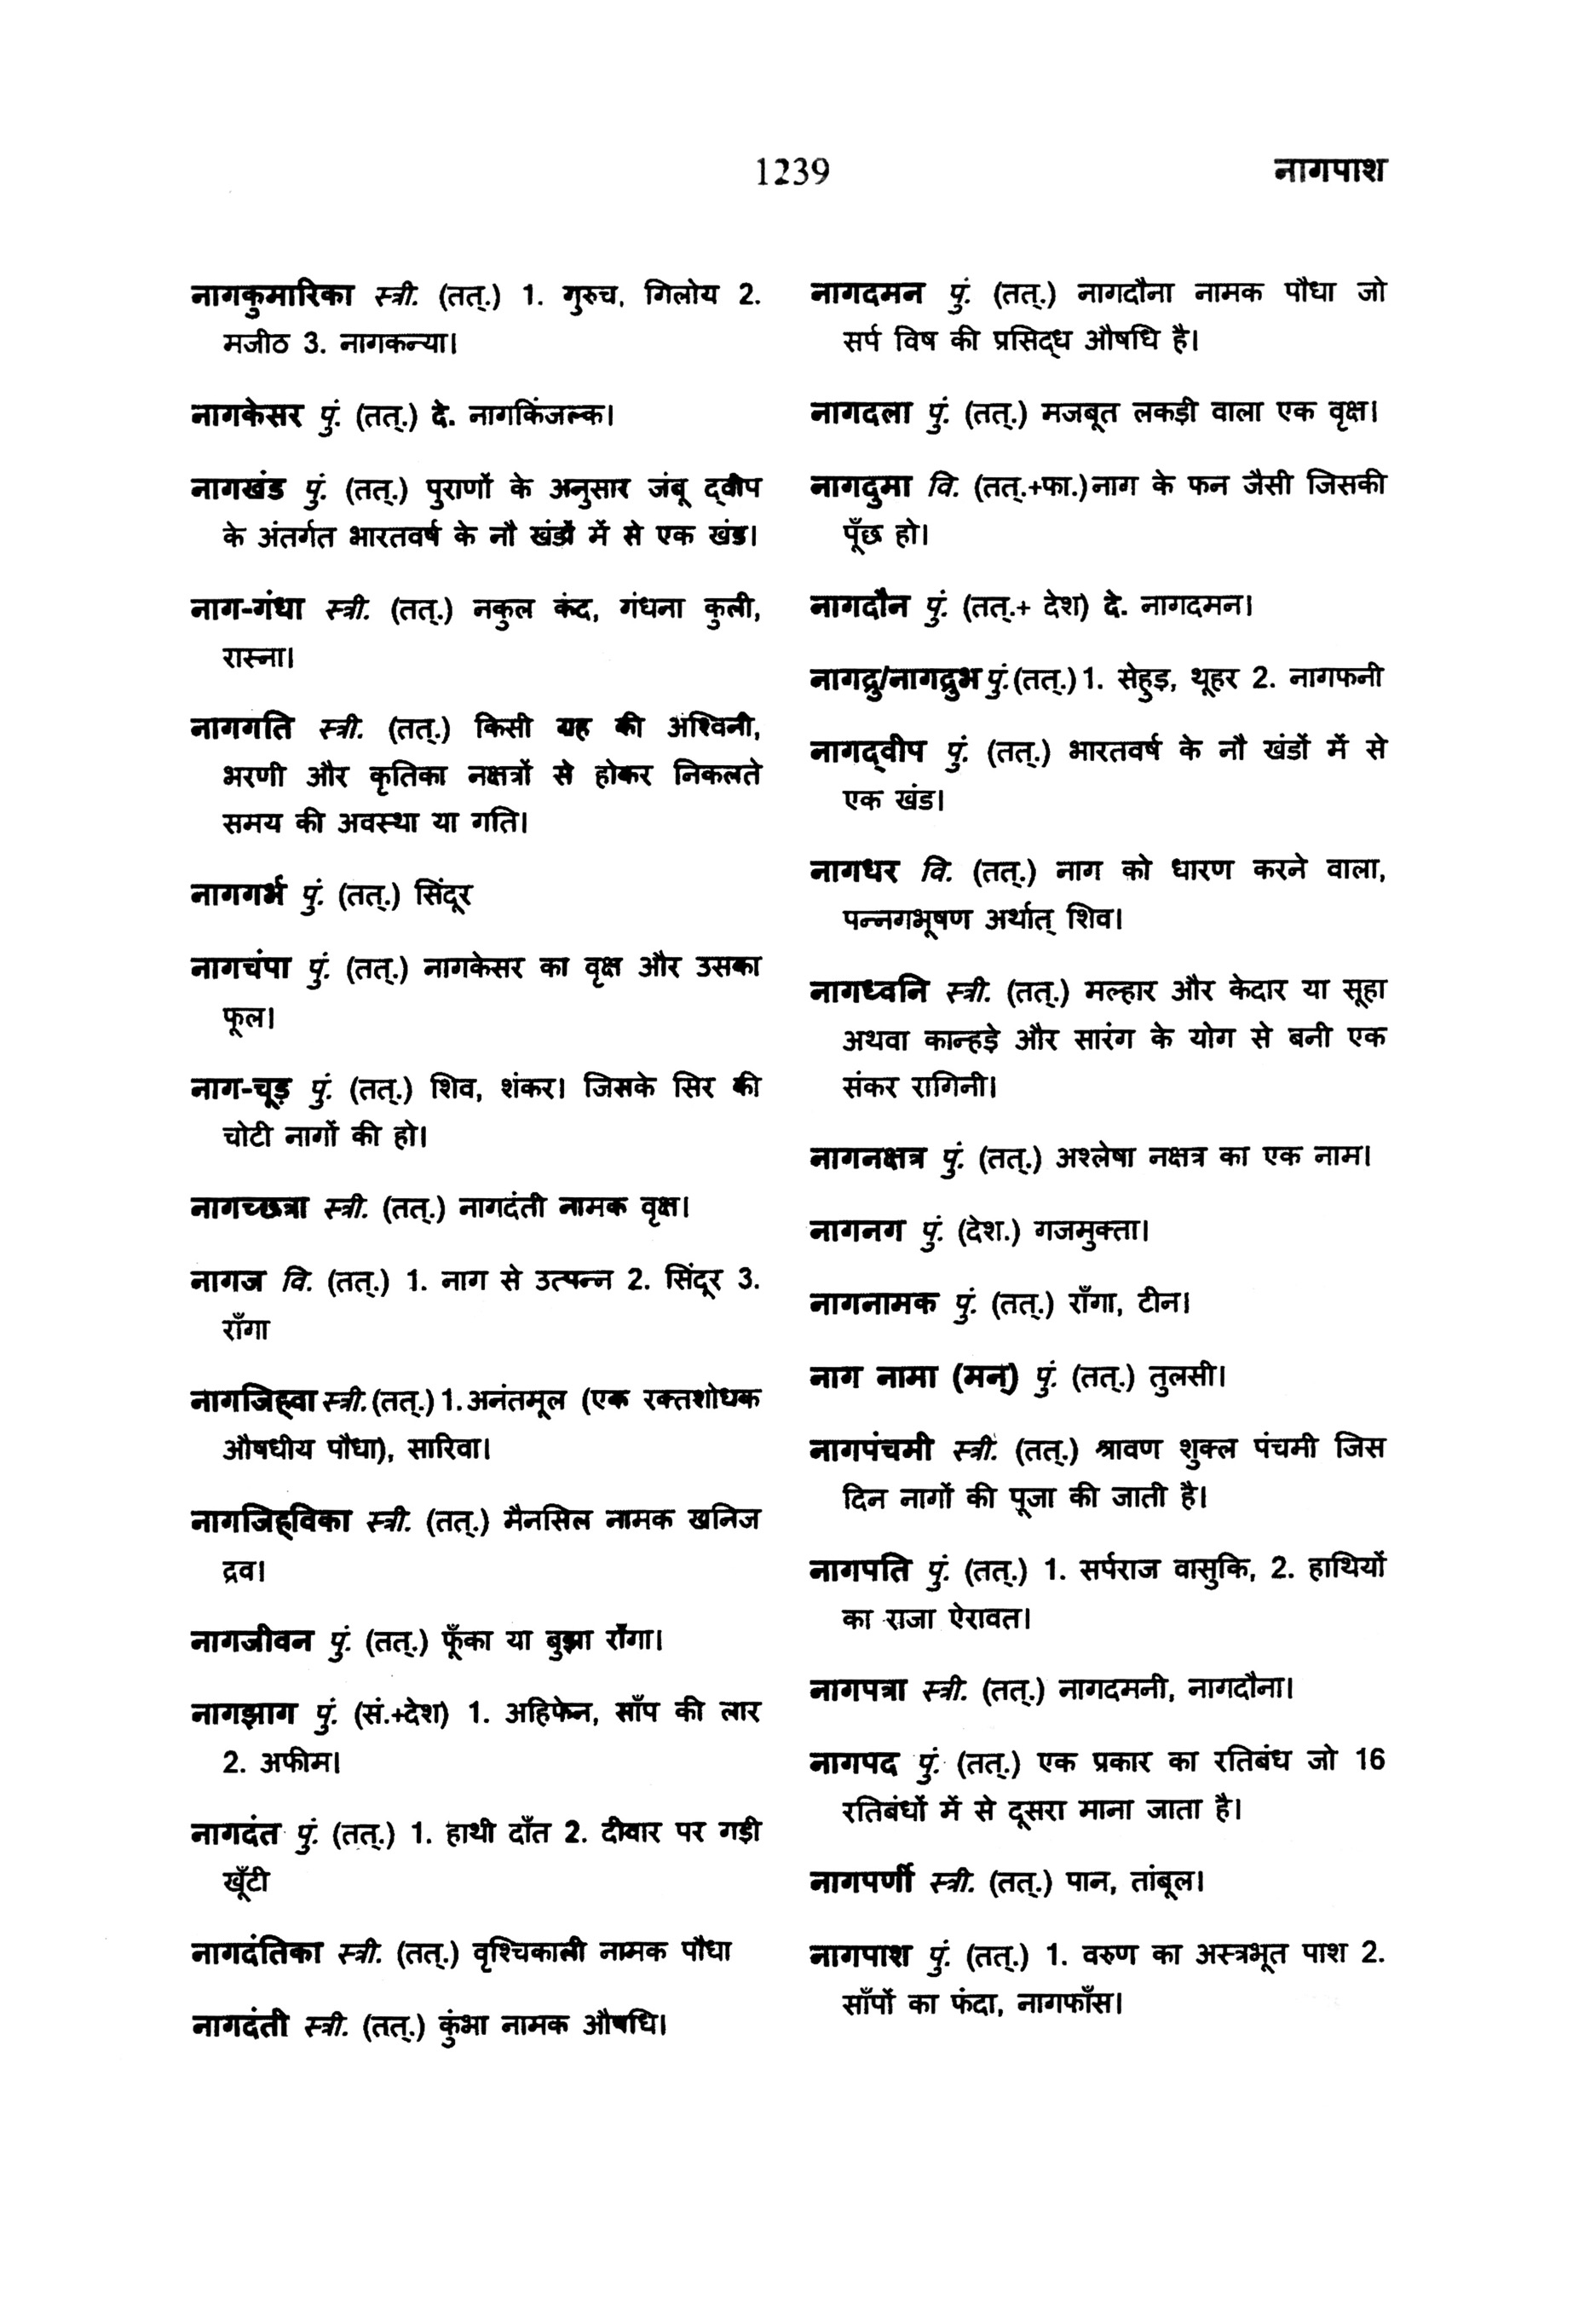 1239
नागपाश
नागकुमारिका स्त्री. (तत्.) 1. गुरुच, गिलोय 2.
मजीठ 3. नागकन्या।
नागकेसर पुं. (तत्.) दे. नागकिंजल्क।
नागखंड पुं. (तत्.) पुराणों के अनुसार जंबू द्वीप
के अंतर्गत भारतवर्ष के नौ खंडों में से एक खंड।
नाग-गंधा स्त्री. (तत्.) नकुल कंद, गंधना कुली,
रास्ना।
नागगति स्त्री. (तत्.) किसी ग्रह की अश्विनी,
भरणी और कृतिका नक्षत्रों से होकर निकलते
समय की अवस्था या गति।
नागगर्भ पुं. (तत्.) सिंदूर
नागचंपा पुं. (तत्.) नागकेसर का वृक्ष और उसका
फूल।
नाग-चूड़ पुं. (तत्.) शिव, शंकर। जिसके सिर की
चोटी नागों की हो।
नागच्छत्रा स्त्री. (तत्.) नागदंती नामक वृक्ष।
नागज वि. (तत्.) 1. नाग से उत्पन्न 2. सिंदूर 3.
राँगा
नागजिह्वा स्त्री. (तत्.) 1. अनंतमूल (एक रक्तशोधक
औषधीय पौधा), सारिवा।
नागजिह्विका स्त्री. (तत्.) मैनसिल नामक खनिज
द्रव।
नागजीवन पुं. (तत्.) फूँका या बुझा राँगा।
नागझाग पुं. (सं.+देश) 1. अहिफेन, साँप की लार
2. अफीम।
नागदंत पुं. (तत्.) 1. हाथी दाँत 2. दीवार पर गड़ी
खूँटी
नागदंतिका स्त्री. (तत्.) वृश्चिकाली नामक पौधा
नागदंती स्त्री. (तत्.) कुंभा नामक औषधि।
नागदमन पुं. (तत्.) नागदौना नामक पौधा जो
सर्प विष की प्रसिद्ध औषधि है।
नागदला पुं. (तत्.) मजबूत लकड़ी वाला एक वृक्ष।
नागदुमा वि. (तत्.+फा.) नाग के फन जैसी जिसकी
पूँछ हो।
नागदौन पुं. (तत्.+ देश) दे. नागदमन।
नागद्रु/नागद्रुभ पुं. (तत्.) 1. सेहुड़, थूहर 2. नागफनी
नागद्वीप पुं. (तत्.) भारतवर्ष के नौ खंडों में से
एक खंड।
नागधर वि. (तत्.) नाग को धारण करने वाला,
पन्नगभूषण अर्थात् शिव।
नागध्वनि स्त्री. (तत्.) मल्हार और केदार या सूहा
अथवा कान्हड़े और सारंग के योग से बनी एक
संकर रागिनी।
नागनक्षत्र पुं. (तत्.) अश्लेषा नक्षत्र का एक नाम।
नागनग पुं. (देश.) गजमुक्ता।
नागनामक पुं. (तत्.) राँगा, टीन।
नाग नामा (मन्) पुं. (तत्.) तुलसी।
नागपंचमी स्त्री. (तत्.) श्रावण शुक्ल पंचमी जिस
दिन नागों की पूजा की जाती है।
नागपति पुं. (तत्.) 1. सर्पराज वासुकि, 2. हाथियों
का राजा ऐरावत।
नागपत्रा स्त्री. (तत्.) नागदमनी, नागदौना।
नागपद पुं. (तत्.) एक प्रकार का रतिबंध जो 16
रतिबंधों में से दूसरा माना जाता है।
नागपर्णी स्त्री. (तत्.) पान, तांबूल।
नागपाश पुं. (तत्.) 1. वरुण का अस्त्रभूत पाश 2.
साँपों का फंदा, नागफाँस।